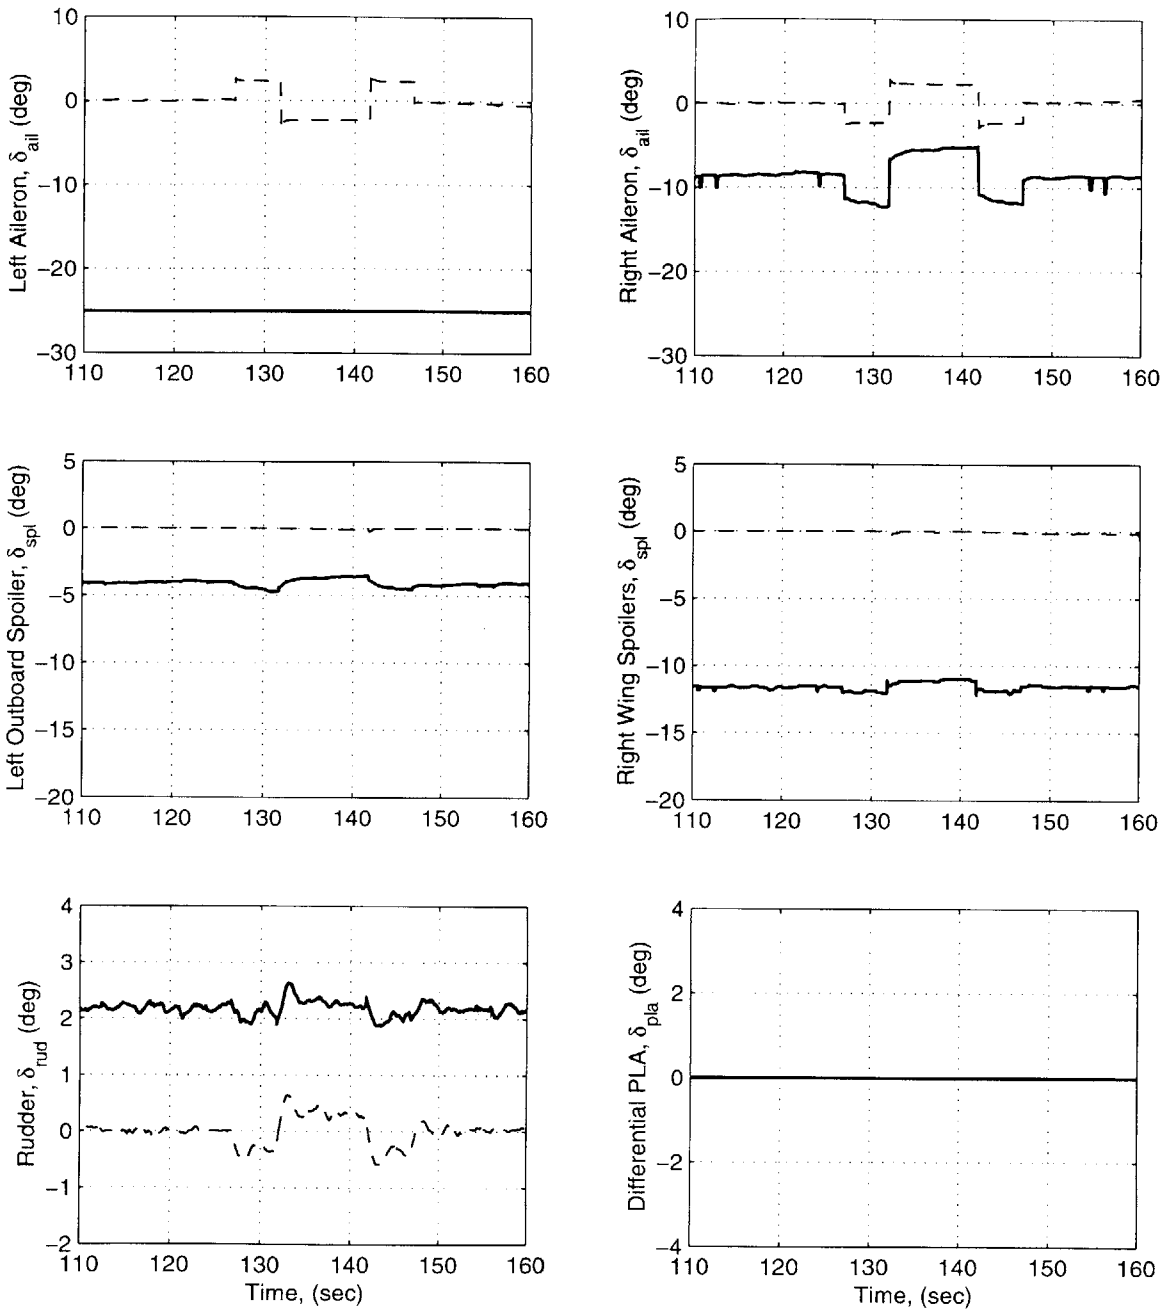 Left Aileron, δail (deg)
10
0
−10
−20
−30
110 120 130 140 150 160
Right Aileron, δail (deg)
10
0
−10
−20
−30
110 120 130 140 150 160
Left Outboard Spoiler, δspl (deg)
5
0
−5
−10
−15
−20
110 120 130 140 150 160
Right Wing Spoilers, δspl (deg)
5
0
−5
−10
−15
−20
110 120 130 140 150 160
Rudder, δrud (deg)
4
3
2
1
0
−1
−2
110 120 130 140 150 160
Time, (sec)
Differential PLA, δpla (deg)
4
2
0
−2
−4
110 120 130 140 150 160
Time, (sec)